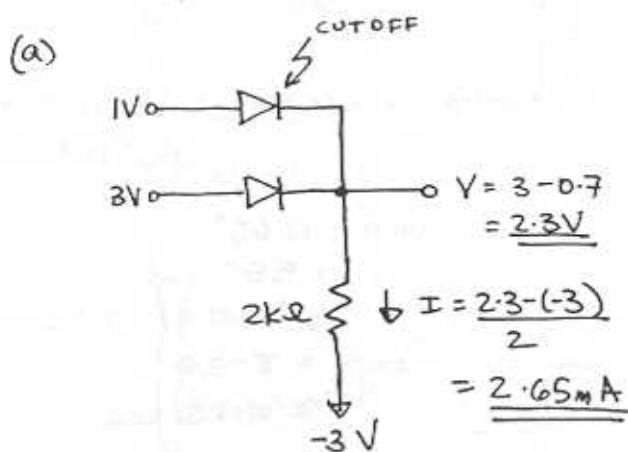 (a)
CUTOFF
1V
3V
V = 3 - 0.7
= 2.3V
2kΩ
I = 2.3-(-3)
2
= 2.65mA
-3 V